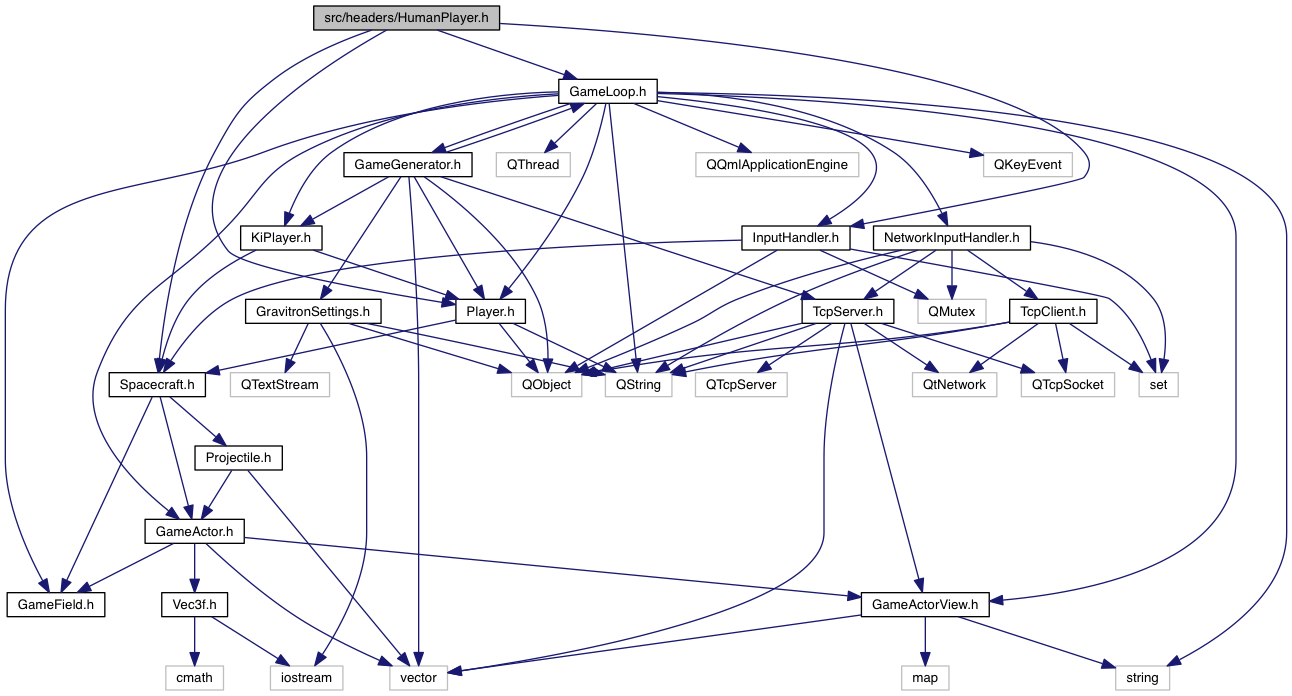 src/headers/HumanPlayer.h
GameLoop.h
GameGenerator.h
QThread
QQmlApplicationEngine
QKeyEvent
KiPlayer.h
InputHandler.h
NetworkInputHandler.h
GravitronSettings.h
Player.h
QMutex
TcpServer.h
TcpClient.h
Spacecraft.h
QTextStream
QObject
QString
QTcpServer
QtNetwork
QTcpSocket
set
Projectile.h
GameActor.h
GameField.h
Vec3f.h
GameActorView.h
cmath
iostream
vector
map
string